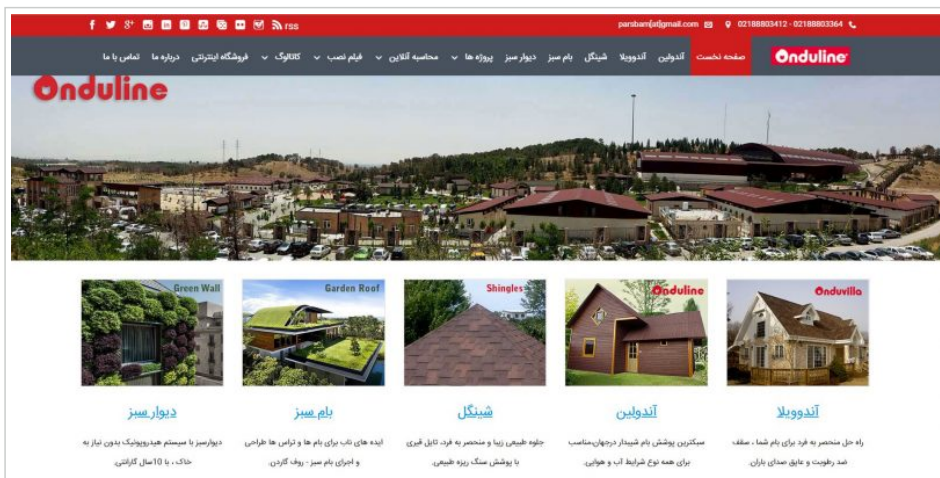 rss
parsbam[at]gmail.com
02188803412 - 02188803364
Onduline
صفحه نخست
آندولین
آندوویلا
شینگل
بام سبز
دیوار سبز
پروژه ها
محاسبه آنلاین
فیلم نصب
کاتالوگ
فروشگاه اینترنتی
درباره ما
تماس با ما
Onduline
Onduvilla
Onduline
Shingles
Garden Roof
Green Wall
آندوویلا
آندولین
شینگل
بام سبز
دیوار سبز
راه حل منحصر به فرد برای بام شما ، سقف
ضد رطوبت و عایق صدای باران.
سبکترین پوشش بام شیبدار درجهان،مناسب
برای همه نوع شرایط آب و هوایی.
جلوه طبیعی زیبا و منحصر به فرد، تایل قیری
با پوشش سنگ ریزه طبیعی.
ایده های ناب برای بام ها و تراس ها طراحی
و اجرای بام سبز - روف گاردن.
دیوارسبز با سیستم هیدروپونیک بدون نیاز به
خاک ، با 10سال گارانتی.